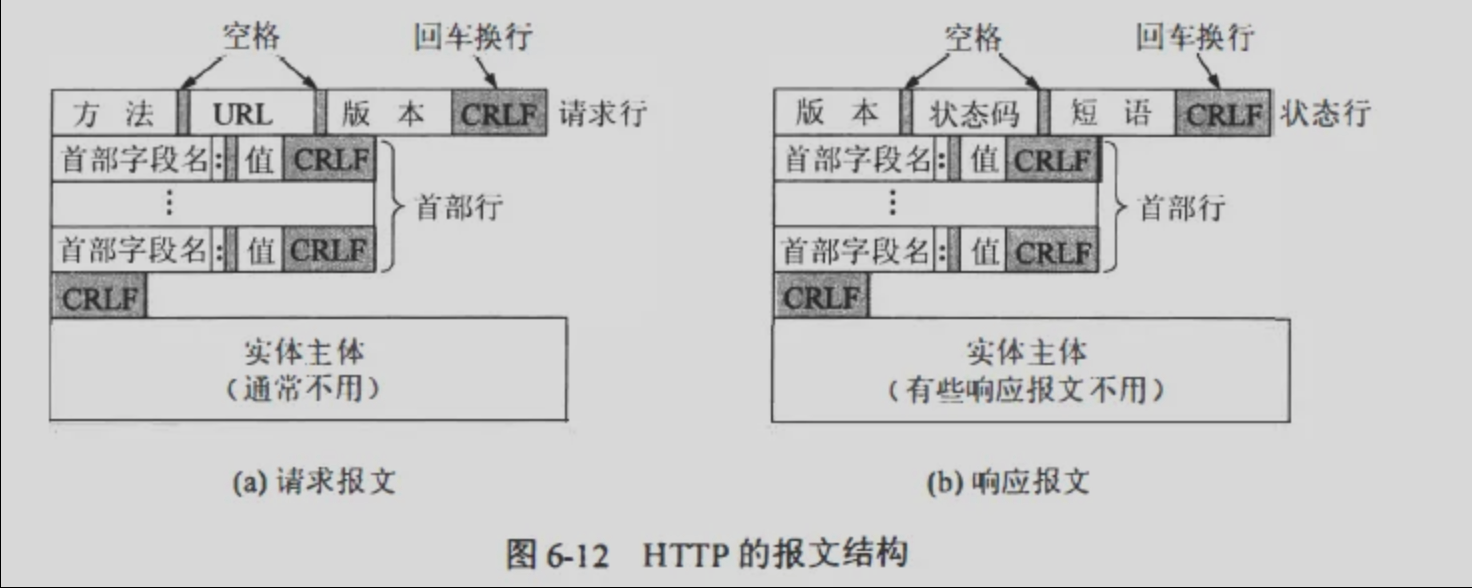 空格 回车换行
方 法 URL 版 本 CRLF 请求行
首部字段名: 值 CRLF
⋮
首部行
首部字段名: 值 CRLF
CRLF
实体主体
(通常不用)
(a) 请求报文
空格 回车换行
版 本 状态码 短 语 CRLF 状态行
首部字段名: 值 CRLF
⋮
首部行
首部字段名: 值 CRLF
CRLF
实体主体
(有些响应报文不用)
(b) 响应报文
图 6-12 HTTP 的报文结构